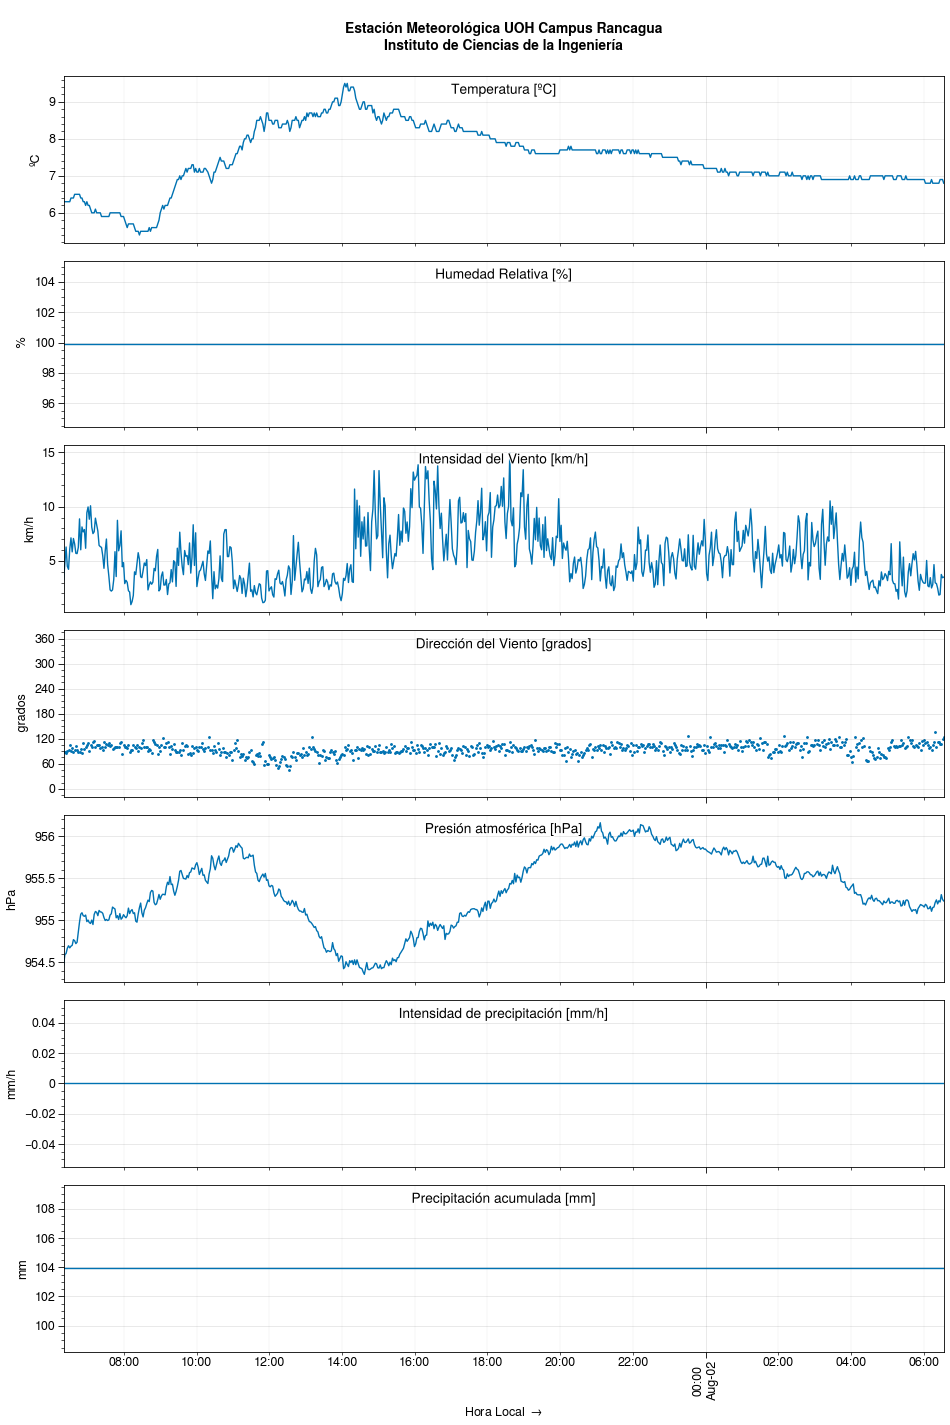 Estación Meteorológica UOH Campus Rancagua
Instituto de Ciencias de la Ingeniería
Temperatura [ºC]
ºC
9
8
7
6
Humedad Relativa [%]
%
104
102
100
98
96
Intensidad del Viento [km/h]
km/h
15
10
5
Dirección del Viento [grados]
grados
360
300
240
180
120
60
0
Presión atmosférica [hPa]
hPa
956
955.5
955
954.5
Intensidad de precipitación [mm/h]
mm/h
0.04
0.02
0
−0.02
−0.04
Precipitación acumulada [mm]
mm
108
106
104
102
100
08:00 10:00 12:00 14:00 16:00 18:00 20:00 22:00 00:00 02:00 04:00 06:00
Aug-02
Hora Local →